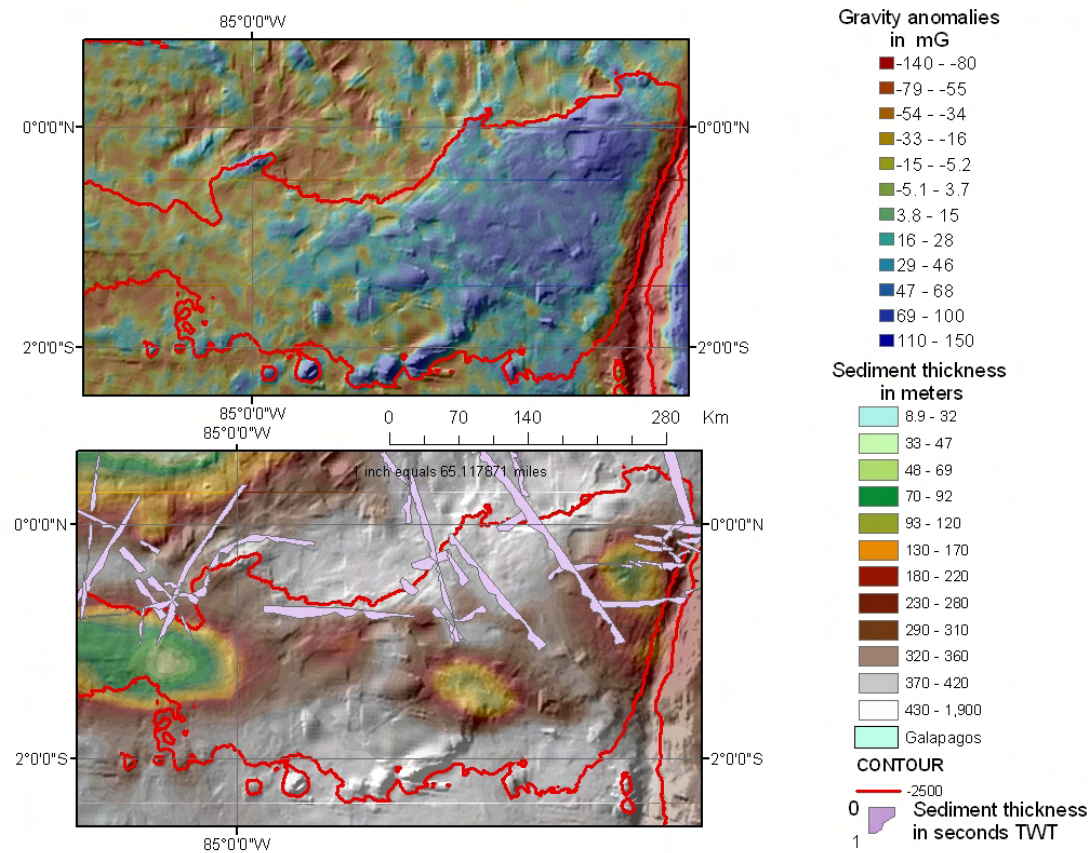 85°0'0"W
0°0'0"N
0°0'0"N
2°0'0"S
2°0'0"S
85°0'0"W
0 70 140 280 Km
85°0'0"W
1 inch equals 65.117871 miles
0°0'0"N
0°0'0"N
2°0'0"S
2°0'0"S
85°0'0"W
Gravity anomalies
in mG
-140 - -80
-79 - -55
-54 - -34
-33 - -16
-15 - -5.2
-5.1 - 3.7
3.8 - 15
16 - 28
29 - 46
47 - 68
69 - 100
110 - 150
Sediment thickness
in meters
8.9 - 32
33 - 47
48 - 69
70 - 92
93 - 120
130 - 170
180 - 220
230 - 280
290 - 310
320 - 360
370 - 420
430 - 1,900
Galapagos
CONTOUR
-2500
0
Sediment thickness
in seconds TWT
1